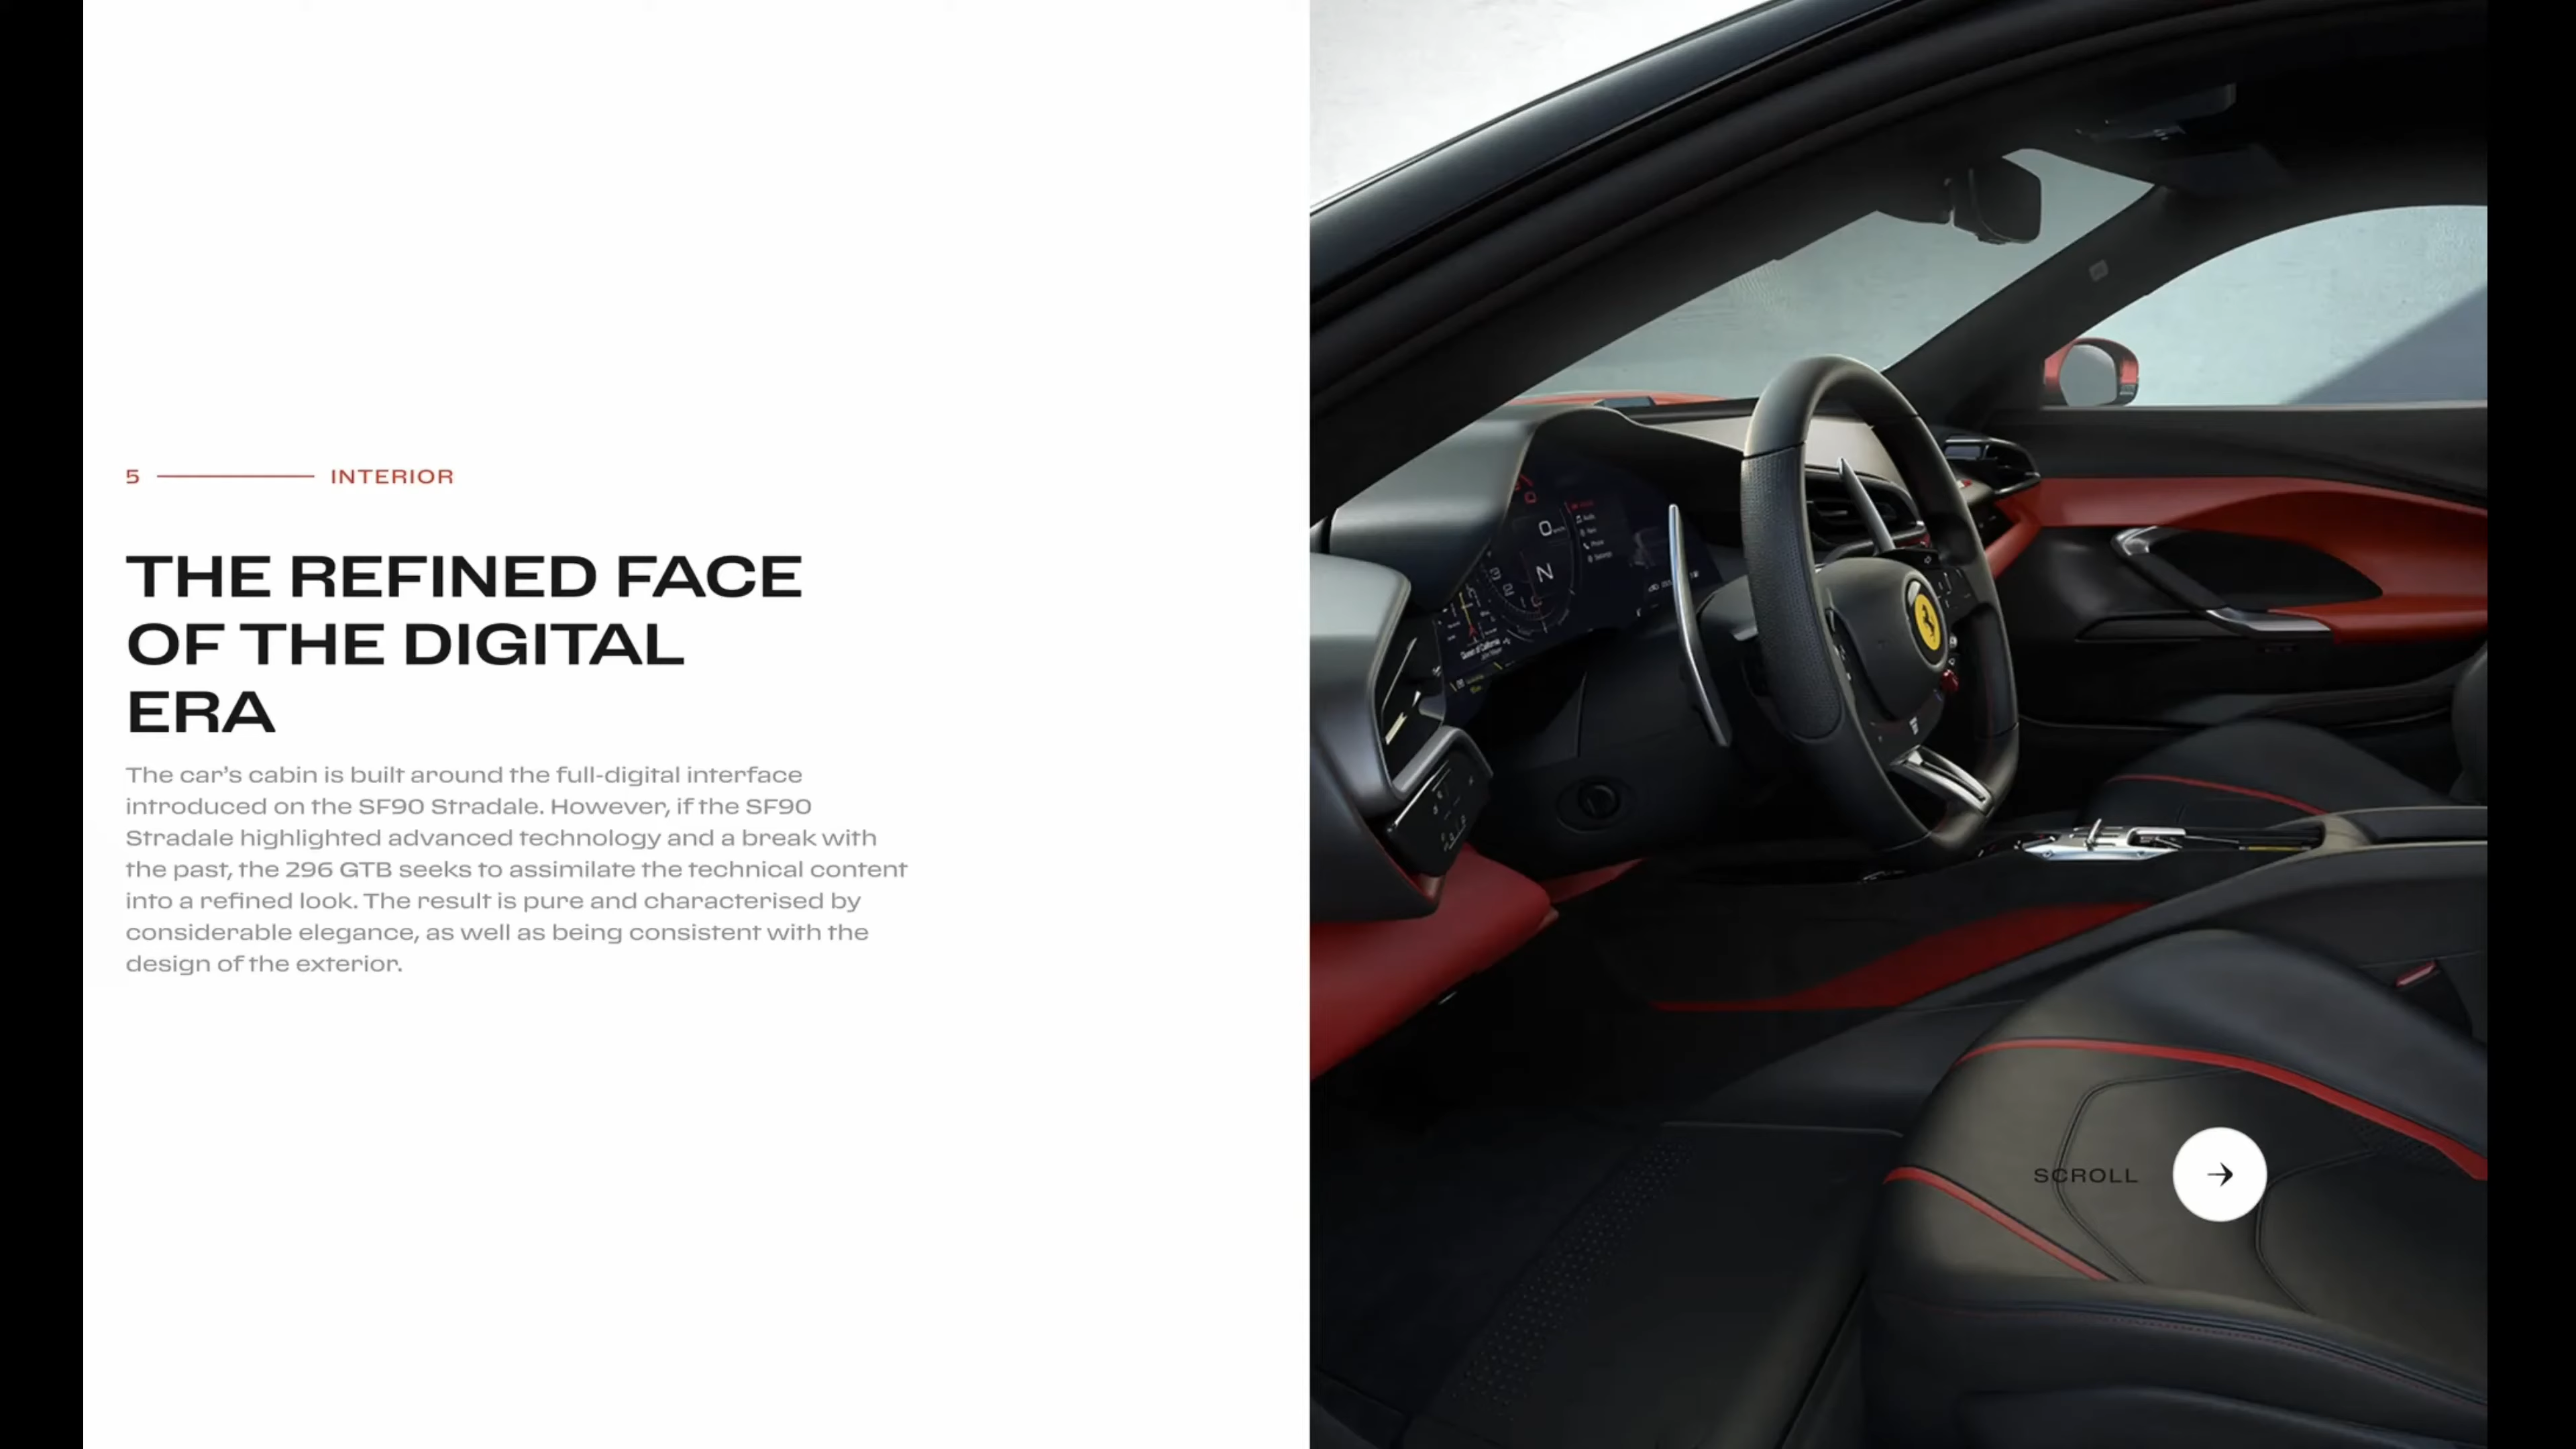 5 INTERIOR
THE REFINED FACE
OF THE DIGITAL
ERA
The car’s cabin is built around the full-digital interface
introduced on the SF90 Stradale. However, if the SF90
Stradale highlighted advanced technology and a break with
the past, the 296 GTB seeks to assimilate the technical content
into a refined look. The result is pure and characterised by
considerable elegance, as well as being consistent with the
design of the exterior.
0
N
SCROLL